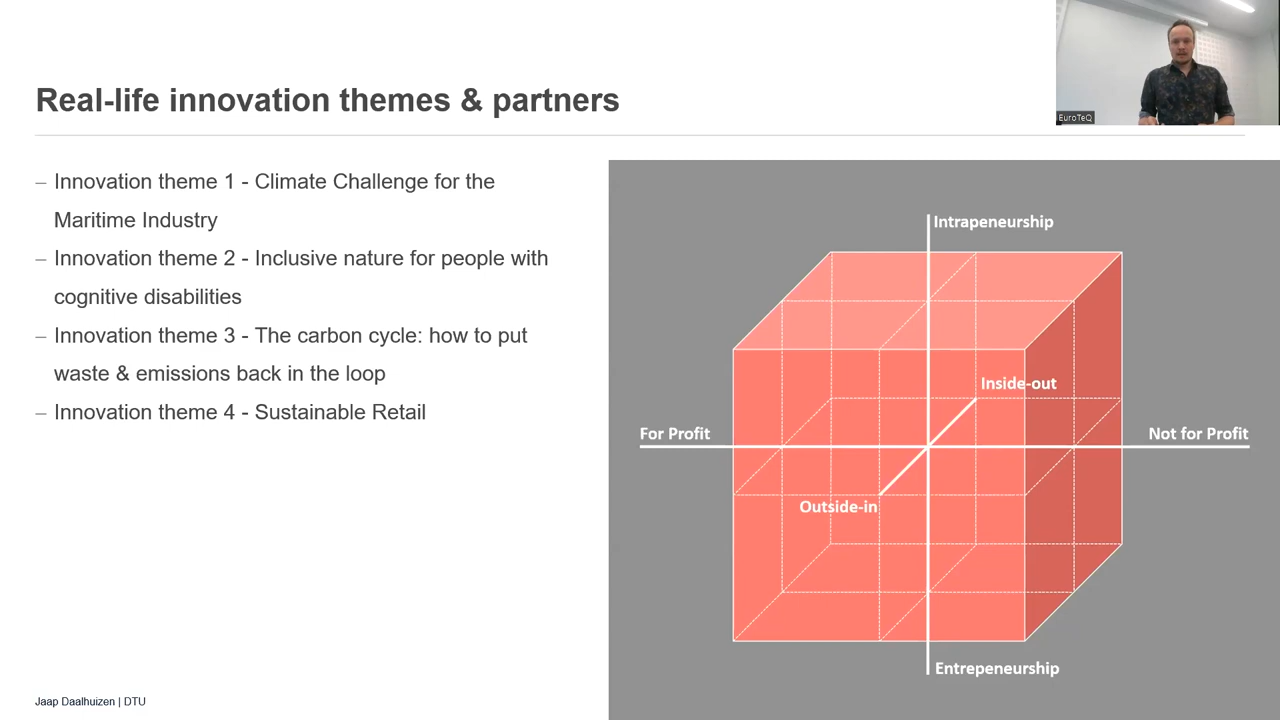 Real-life innovation themes & partners
EuroTeQ
– Innovation theme 1 - Climate Challenge for the
Maritime Industry
– Innovation theme 2 - Inclusive nature for people with
cognitive disabilities
– Innovation theme 3 - The carbon cycle: how to put
waste & emissions back in the loop
– Innovation theme 4 - Sustainable Retail
Intrapeneurship
Inside-out
For Profit
Not for Profit
Outside-in
Entrepeneurship
Jaap Daalhuizen | DTU